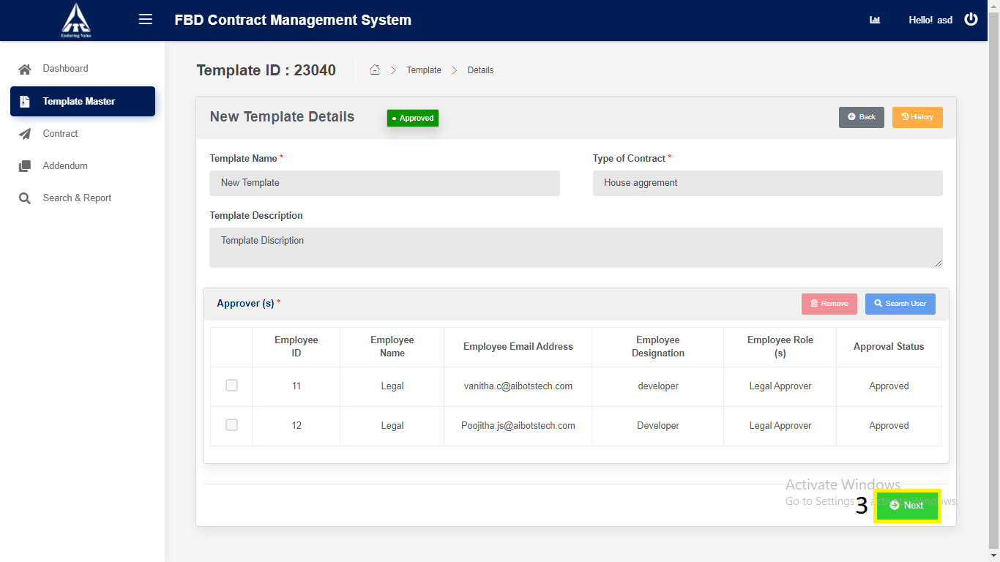 ITC
Enduring Value
FBD Contract Management System
Hello! asd
Dashboard
Template Master
Contract
Addendum
Search & Report
Template ID : 23040
Template
Details
New Template Details
Approved
Back
History
Template Name *
Type of Contract *
New Template
House aggrement
Template Description
Template Discription
Approver (s) *
Remove
Search User
Employee ID
Employee Name
Employee Email Address
Employee Designation
Employee Role (s)
Approval Status
11
Legal
vanitha.c@aibotstech.com
developer
Legal Approver
Approved
12
Legal
Poojitha.js@aibotstech.com
Developer
Legal Approver
Approved
Activate Windows
Go to Settings to activate Windows.
3
Next